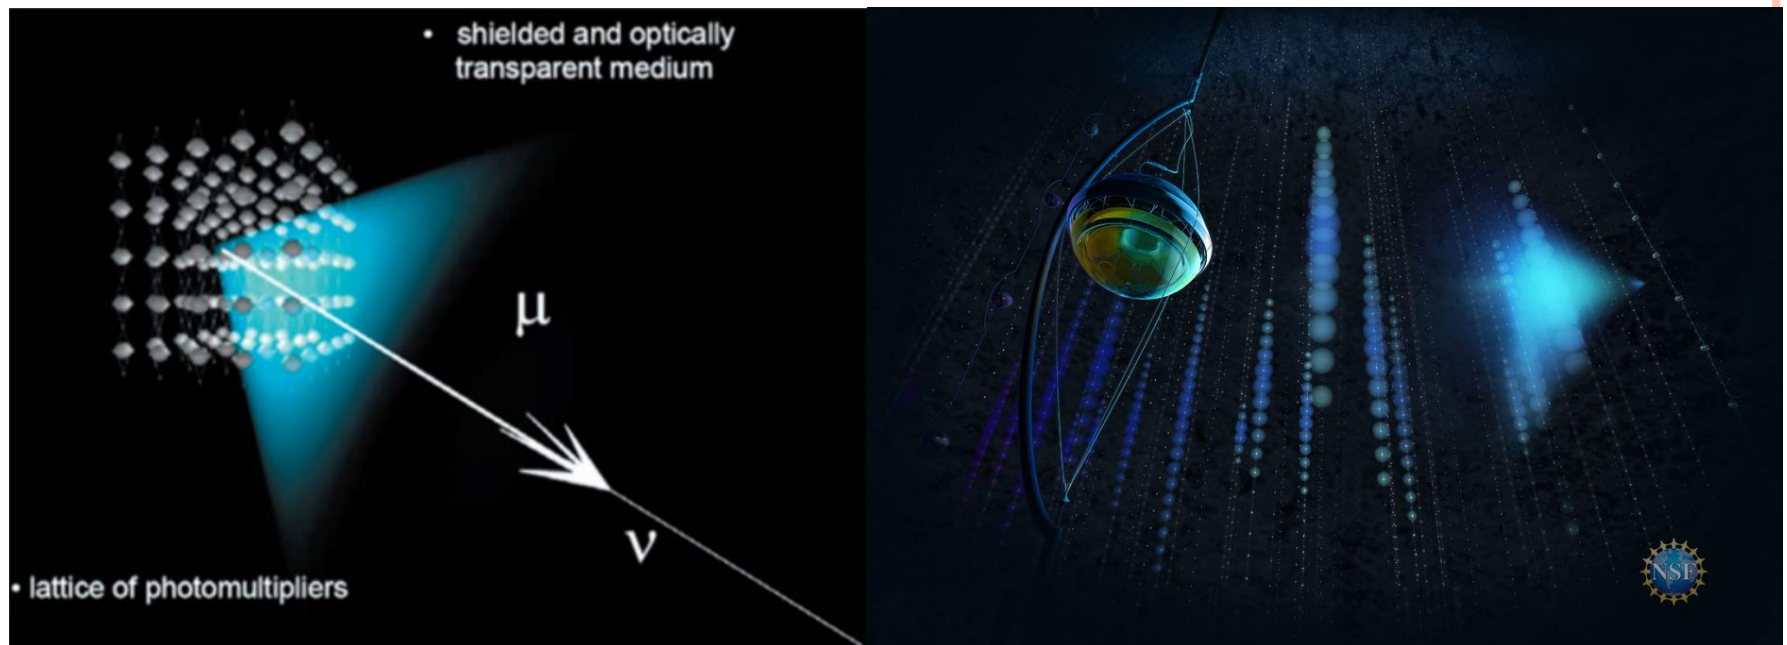 • shielded and optically
transparent medium
μ
ν
• lattice of photomultipliers
NSF